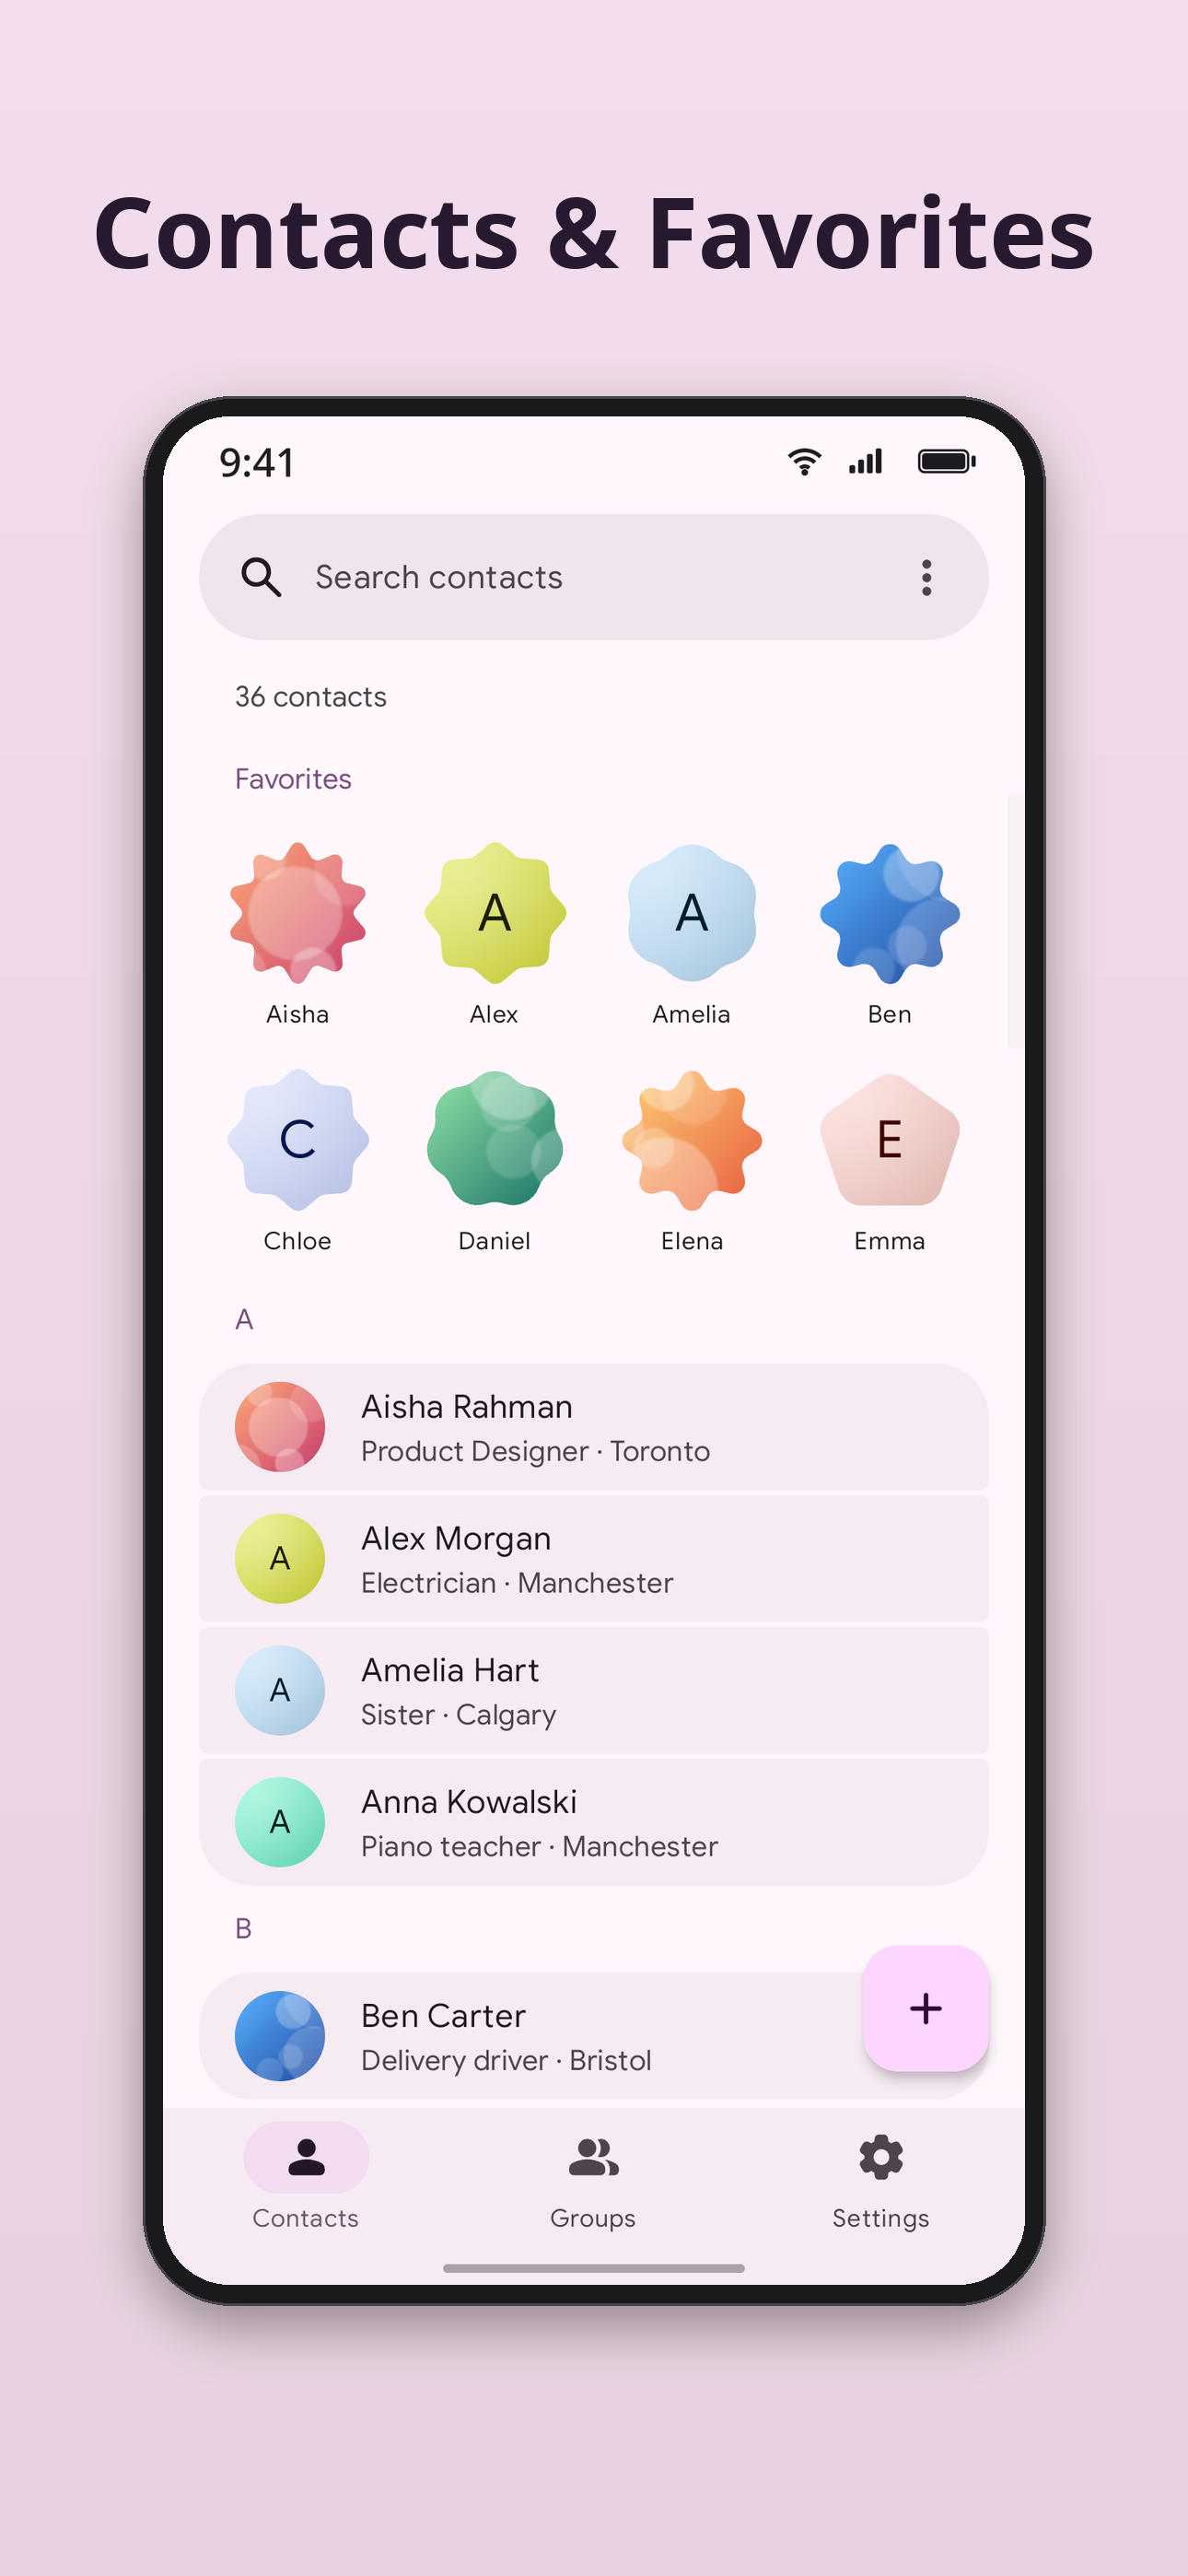 Contacts & Favorites
9:41
Search contacts
36 contacts
Favorites
A
A
Aisha
Alex
Amelia
Ben
C
E
Chloe
Daniel
Elena
Emma
A
Aisha Rahman
Product Designer · Toronto
A
Alex Morgan
Electrician · Manchester
A
Amelia Hart
Sister · Calgary
A
Anna Kowalski
Piano teacher · Manchester
B
Ben Carter
Delivery driver · Bristol
+
Contacts
Groups
Settings